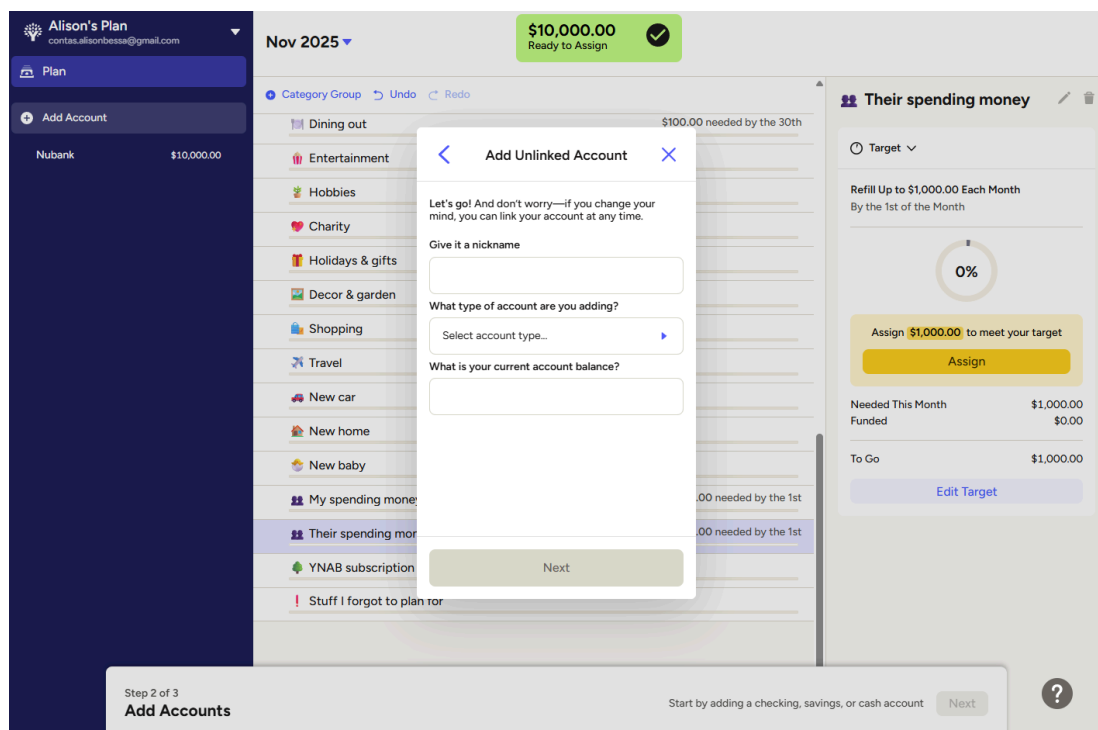 Alison's Plan
contas.alisonbessa@gmail.com
Plan
Add Account
Nubank $10,000.00
Nov 2025
$10,000.00
Ready to Assign
Category Group Undo Redo
Dining out $100.00 needed by the 30th
Entertainment
Hobbies
Charity
Holidays & gifts
Decor & garden
Shopping
Travel
New car
New home
New baby
My spending money .00 needed by the 1st
Their spending mor .00 needed by the 1st
YNAB subscription
Stuff I forgot to plan for
Add Unlinked Account
Let's go! And don't worry—if you change your
mind, you can link your account at any time.
Give it a nickname
What type of account are you adding?
Select account type...
What is your current account balance?
Next
Their spending money
Target
Refill Up to $1,000.00 Each Month
By the 1st of the Month
0%
Assign $1,000.00 to meet your target
Assign
Needed This Month $1,000.00
Funded $0.00
To Go $1,000.00
Edit Target
Step 2 of 3
Add Accounts
Start by adding a checking, savings, or cash account
Next
?